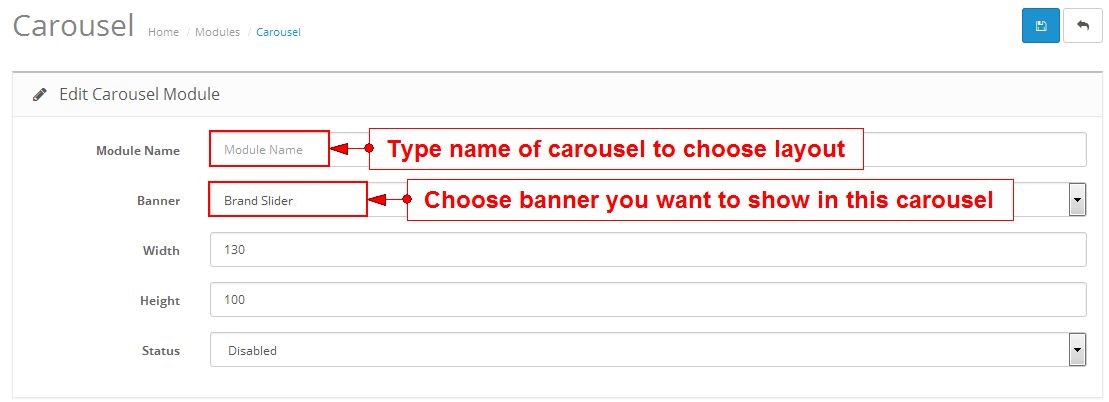 Carousel Home / Modules / Carousel
Edit Carousel Module
Module Name Module Name Type name of carousel to choose layout
Banner Brand Slider Choose banner you want to show in this carousel
Width 130
Height 100
Status Disabled